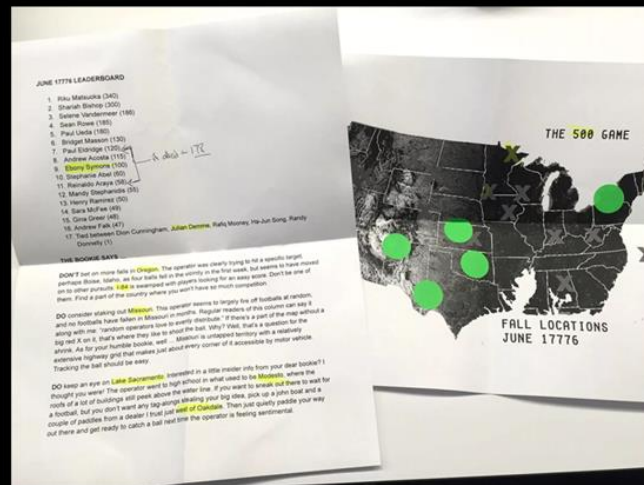 JUNE 17776 LEADERBOARD
1. Riku Matsuoka (340)
2. Shariah Bishop (300)
3. Selene Vandermeer (186)
4. Sean Rowe (185)
5. Paul Ueda (180)
6. Bridget Masson (130)
7. Paul Eldridge (120)
8. Andrew Acosta (115)
9. Ebony Symons (100)
10. Stephanie Abel (60)
11. Reinaldo Araya (56)
12. Mandy Stephanidis (55)
13. Henry Ramirez (50)
14. Sara McFee (49)
15. Gina Greer (48)
16. Andrew Falk (47)
17. Tied between Dion Cunningham, Julian Demine, Rafiq Mooney, Ha-Jun Song, Randy
Donnelly (1)
THE BOOKIE SAYS
DON'T bet on more falls in Oregon. The operator was clearly trying to hit a specific target,
perhaps Boise, Idaho, as four balls fell in the vicinity in the first week, but seems to have moved
on to other pursuits. I-84 is swamped with players looking for an easy score. Don't be one of
them. Find a part of the country where you won't have so much competition.
DO consider staking out Missouri. This operator seems to largely fire off footballs at random,
and no footballs have fallen in Missouri in months. Regular readers of this column can say it
along with me: "random operators love to evenly distribute." If there's a part of the map without a
big red X on it, that's where they like to shoot the ball. Why? Well, that's a question for the
shrink. As for your humble bookie, well... Missouri is untapped territory with a relatively
extensive highway grid that makes just about every corner of it accessible by motor vehicle.
Tracking the ball should be easy.
DO keep an eye on Lake Sacramento. Interested in a little insider info from your dear bookie? I
thought you were! The operator went to high school in what used to be Modesto, where the
roofs of a lot of buildings still peek above the water line. If you want to sneak out there to wait for
a football, but you don't want any tag-alongs stealing your big idea, pick up a john boat and a
couple of paddles from a dealer I trust just west of Oakdale. Then just quietly paddle your way
out there and get ready to catch a ball next time the operator is feeling sentimental.
THE 500 GAME
X
X X X
X X X
X
FALL LOCATIONS
JUNE 17776